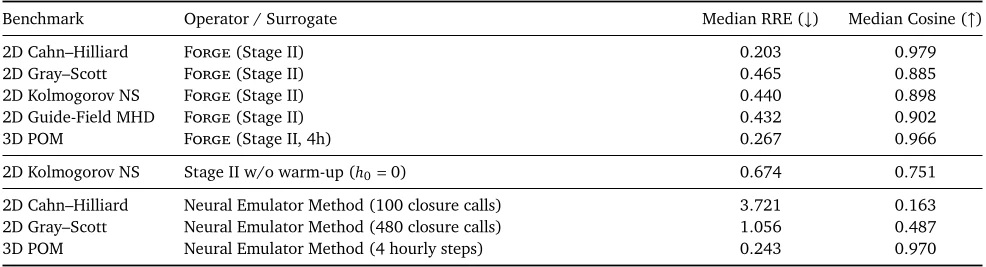 Benchmark Operator / Surrogate Median RRE (↓) Median Cosine (↑)
2D Cahn–Hilliard FORGE (Stage II) 0.203 0.979
2D Gray–Scott FORGE (Stage II) 0.465 0.885
2D Kolmogorov NS FORGE (Stage II) 0.440 0.898
2D Guide-Field MHD FORGE (Stage II) 0.432 0.902
3D POM FORGE (Stage II, 4h) 0.267 0.966
2D Kolmogorov NS Stage II w/o warm-up (h₀ = 0) 0.674 0.751
2D Cahn–Hilliard Neural Emulator Method (100 closure calls) 3.721 0.163
2D Gray–Scott Neural Emulator Method (480 closure calls) 1.056 0.487
3D POM Neural Emulator Method (4 hourly steps) 0.243 0.970